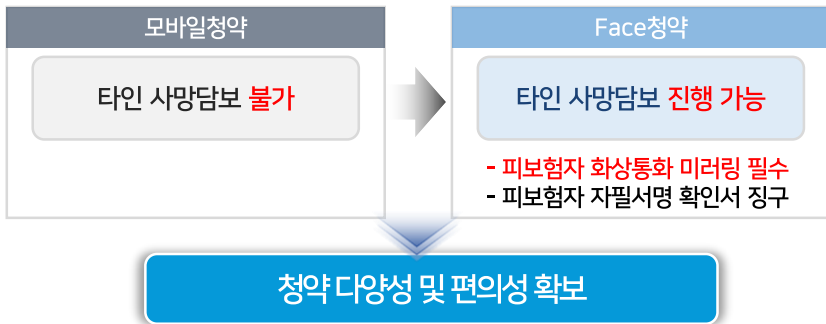 모바일청약
타인 사망담보 불가
Face청약
타인 사망담보 진행 가능
- 피보험자 화상통화 미러링 필수
- 피보험자 자필서명 확인서 징구
청약 다양성 및 편의성 확보